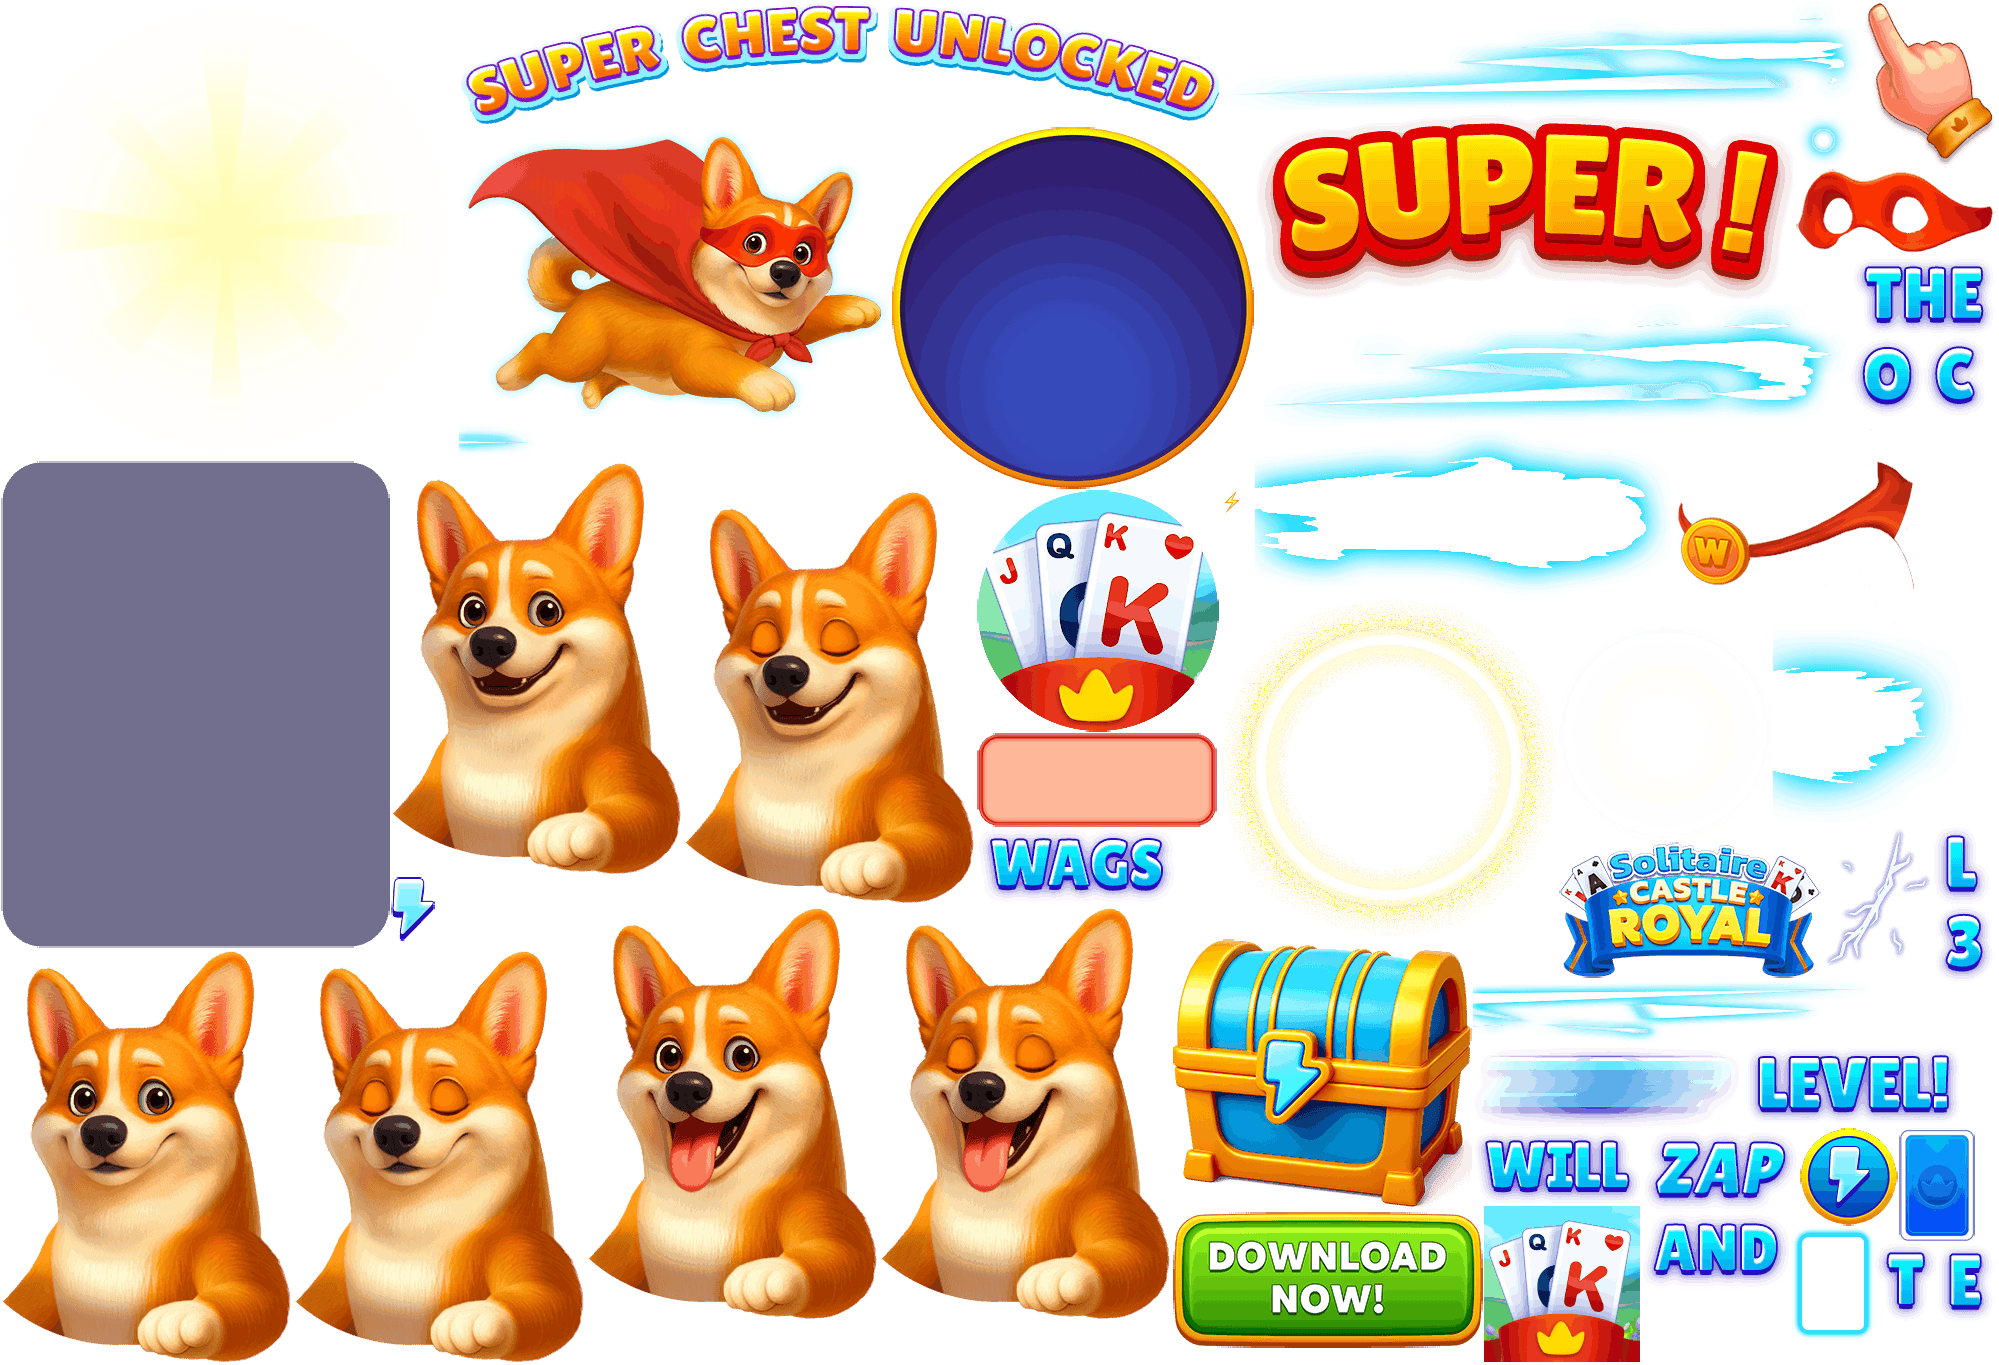 SUPER CHEST UNLOCKED
SUPER!
THE
O C
W
J
Q
K
K
WAGS
A
K
A
Solitaire
CASTLE
ROYAL
K
K
L
3
LEVEL!
WILL
ZAP
AND
T E
DOWNLOAD
NOW!
J
Q
K
K